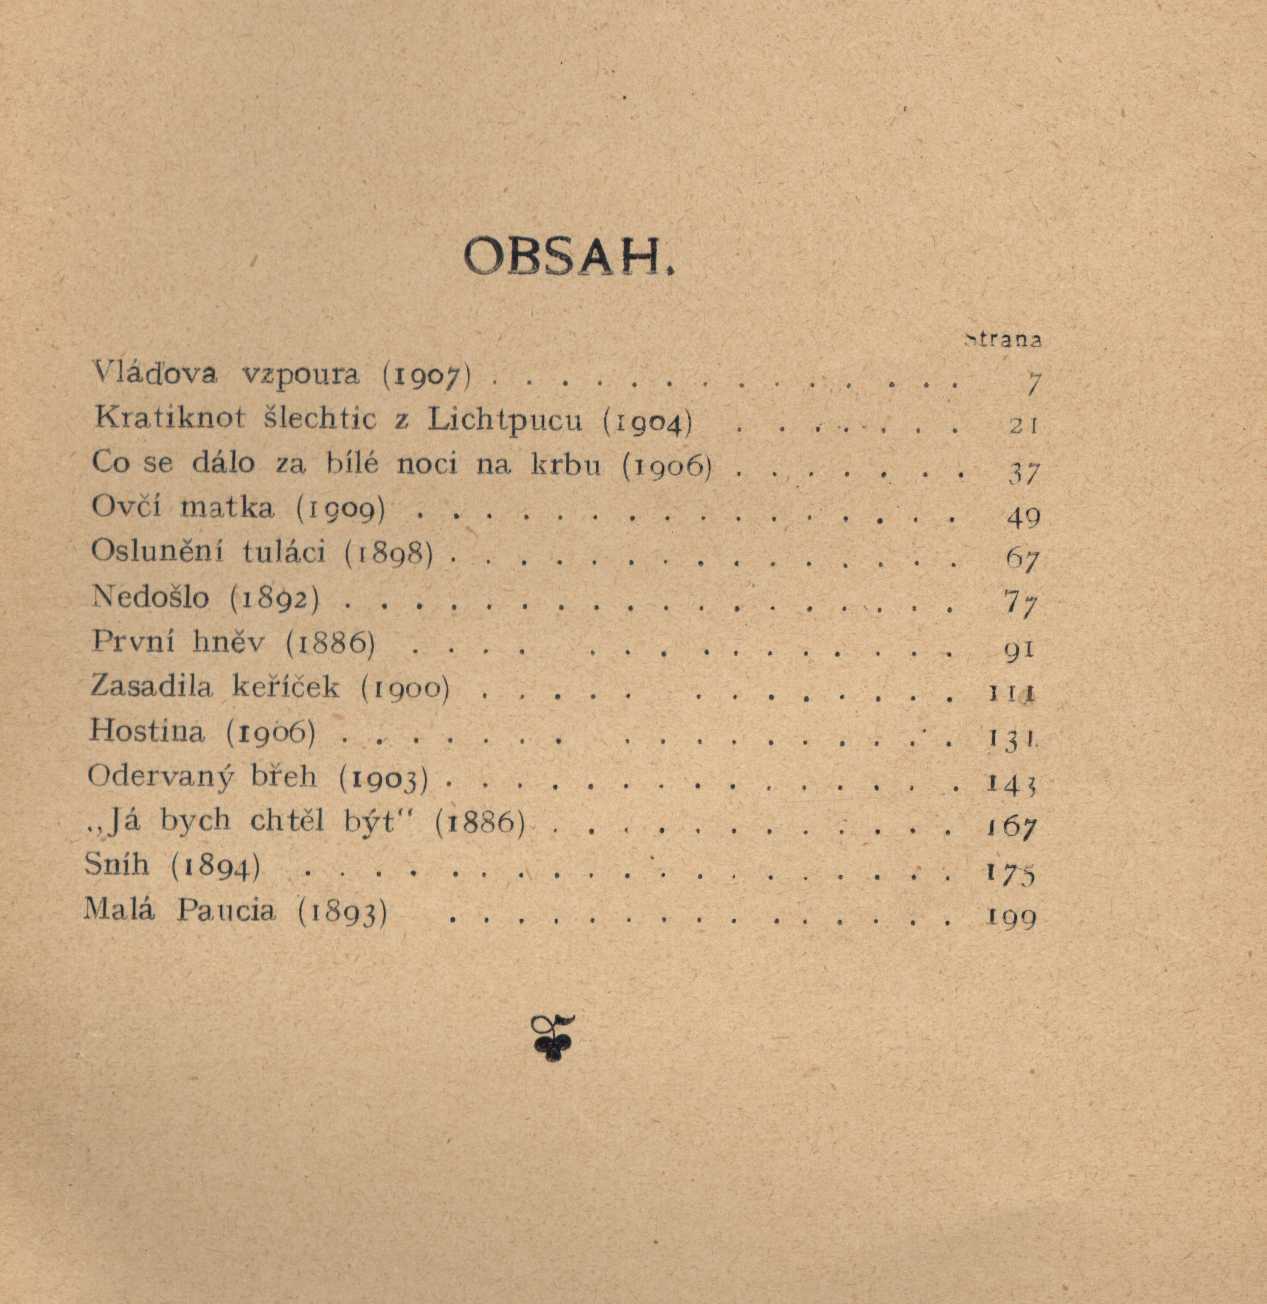 OBSAH.
Strana
Vláďova vzpoura (1907) . . . . . . . . . . . . . . 7
Kratiknot šlechtic z Lichtpucu (1904) . . . . . . . 21
Co se dálo za bílé noci na krbu (1906) . . . . . . . 37
Ovčí matka (1909) . . . . . . . . . . . . . . . . 49
Oslunění tuláci (1898) . . . . . . . . . . . . . . . 67
Nedošlo (1892) . . . . . . . . . . . . . . . . . . 77
První hněv (1886) . . . . . . . . . . . . . . . 91
Zasadila keříček (1900) . . . . . . . . . . . . . 111
Hostina (1906) . . . . . . . . . . . . . . . . . 131
Odervaný břeh (1903) . . . . . . . . . . . . . . . 143
„Já bych chtěl být“ (1886) . . . . . . . . . . . . 167
Sníh (1894) . . . . . . . . . . . . . . . . . . . 175
Malá Paucia (1893) . . . . . . . . . . . . . . . 199